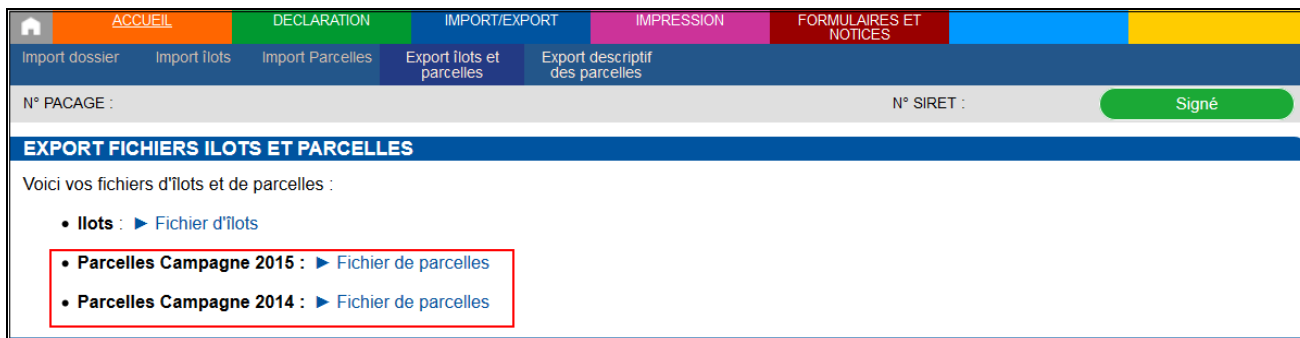 ACCUEIL DECLARATION IMPORT/EXPORT IMPRESSION FORMULAIRES ET
NOTICES
Import dossier Import îlots Import Parcelles Export îlots et Export descriptif
parcelles des parcelles
N° PACAGE : N° SIRET : Signé
EXPORT FICHIERS ILOTS ET PARCELLES
Voici vos fichiers d'îlots et de parcelles :
• Ilots : ► Fichier d'îlots
• Parcelles Campagne 2015 : ► Fichier de parcelles
• Parcelles Campagne 2014 : ► Fichier de parcelles